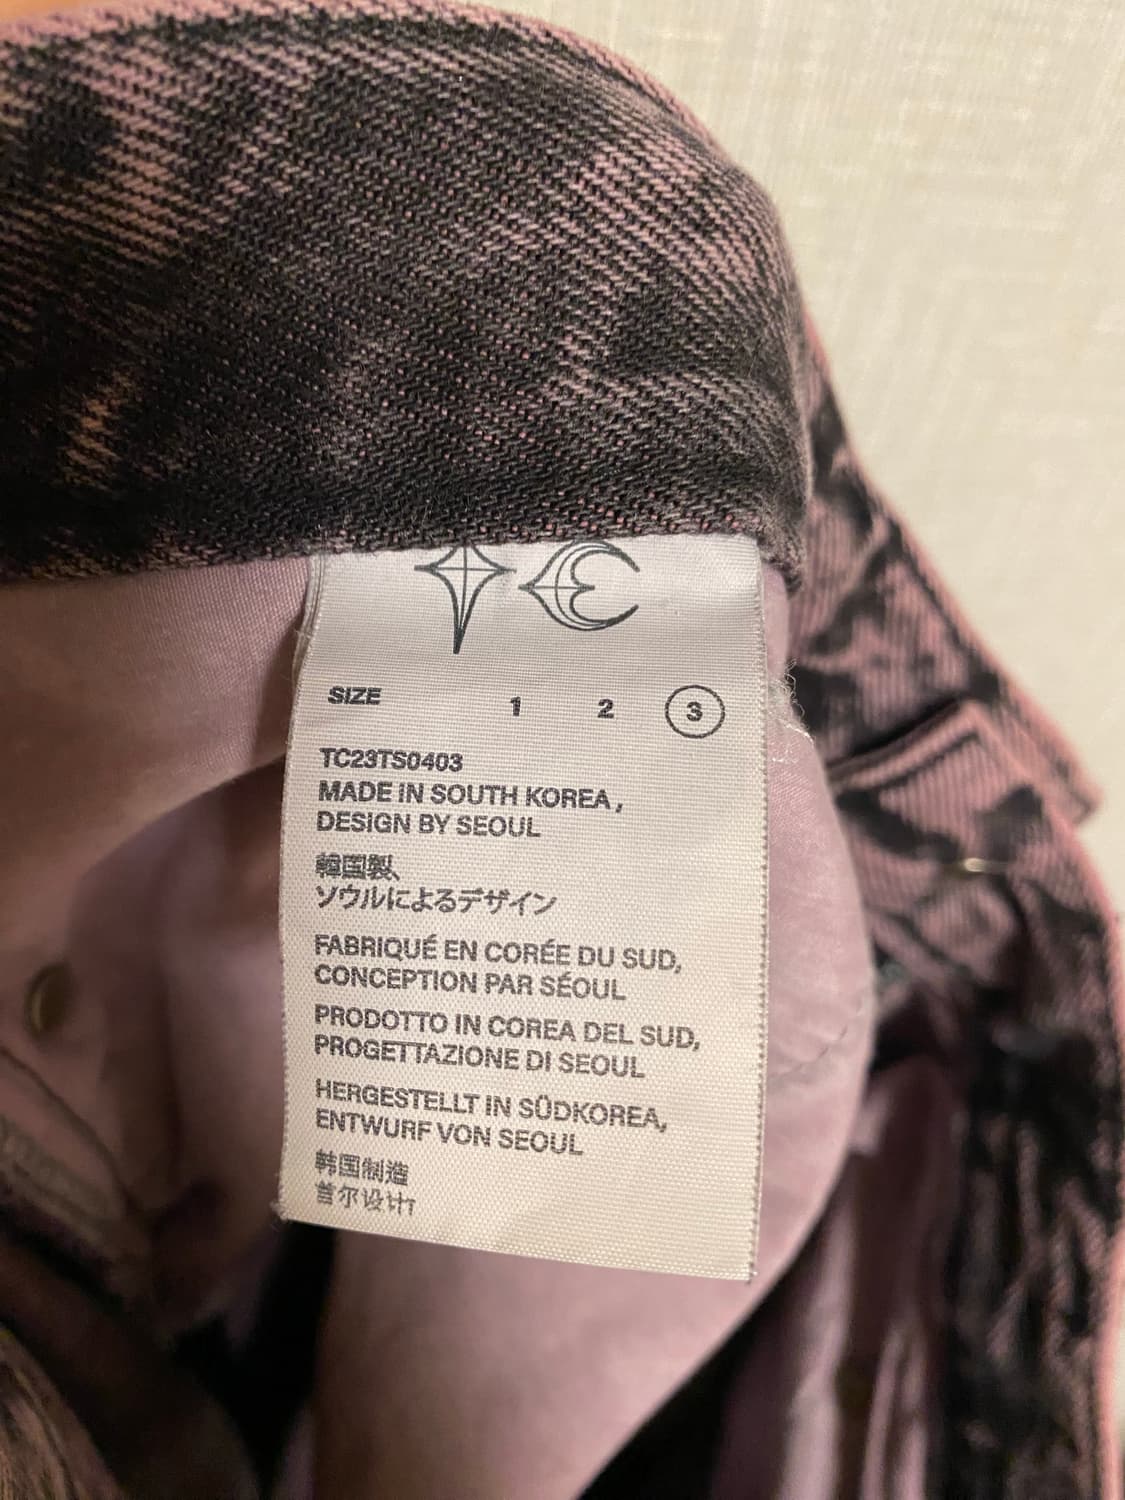 SIZE 1 2 3
TC23TS0403
MADE IN SOUTH KOREA,
DESIGN BY SEOUL
韓国製、
ソウルによるデザイン
FABRIQUÉ EN CORÉE DU SUD,
CONCEPTION PAR SÉOUL
PRODOTTO IN COREA DEL SUD,
PROGETTAZIONE DI SEOUL
HERGESTELLT IN SÜDKOREA,
ENTWURF VON SEOUL
韩国制造
首尔设计